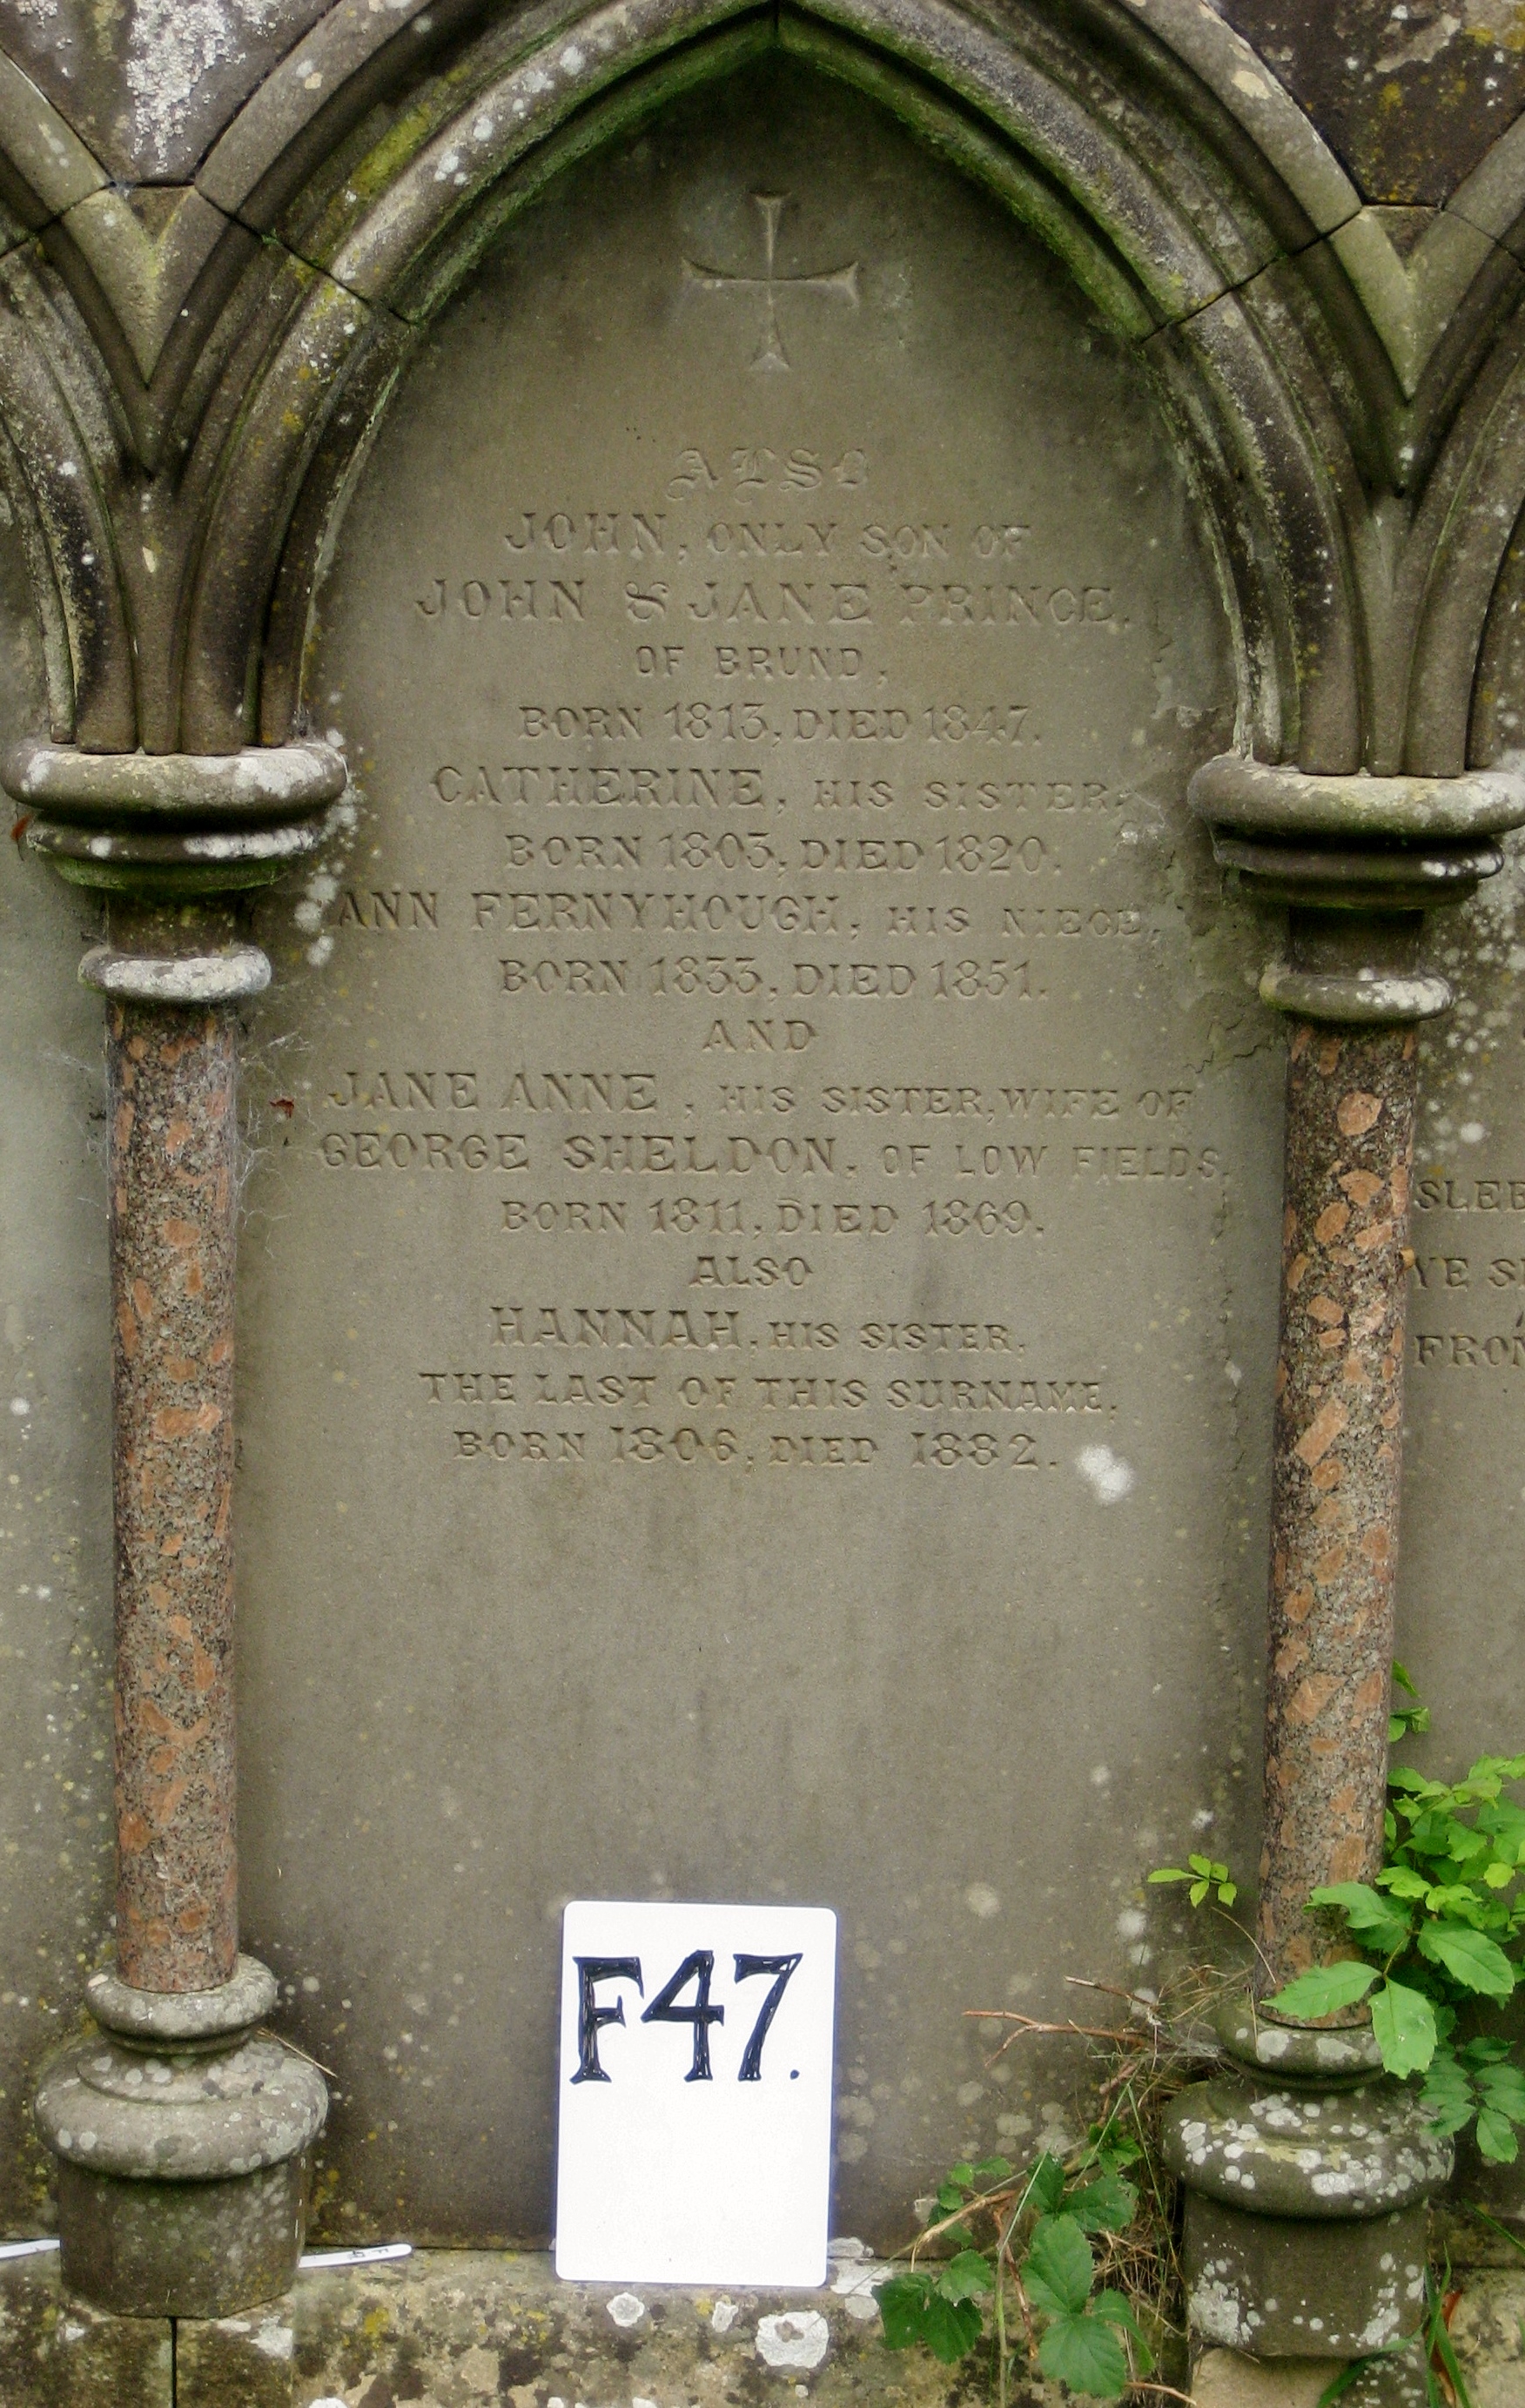 ALSO
JOHN, ONLY SON OF
JOHN & JANE PRINCE,
OF BRUND,
BORN 1813, DIED 1847.
CATHERINE, HIS SISTER,
BORN 1803, DIED 1820.
ANN FERNYHOUGH, HIS NIECE,
BORN 1833, DIED 1851.
AND
JANE ANNE, HIS SISTER, WIFE OF
GEORGE SHELDON, OF LOW FIELDS,
BORN 1811, DIED 1869.
ALSO
HANNAH, HIS SISTER,
THE LAST OF THIS SURNAME,
BORN 1806, DIED 1882.
F47.
YE